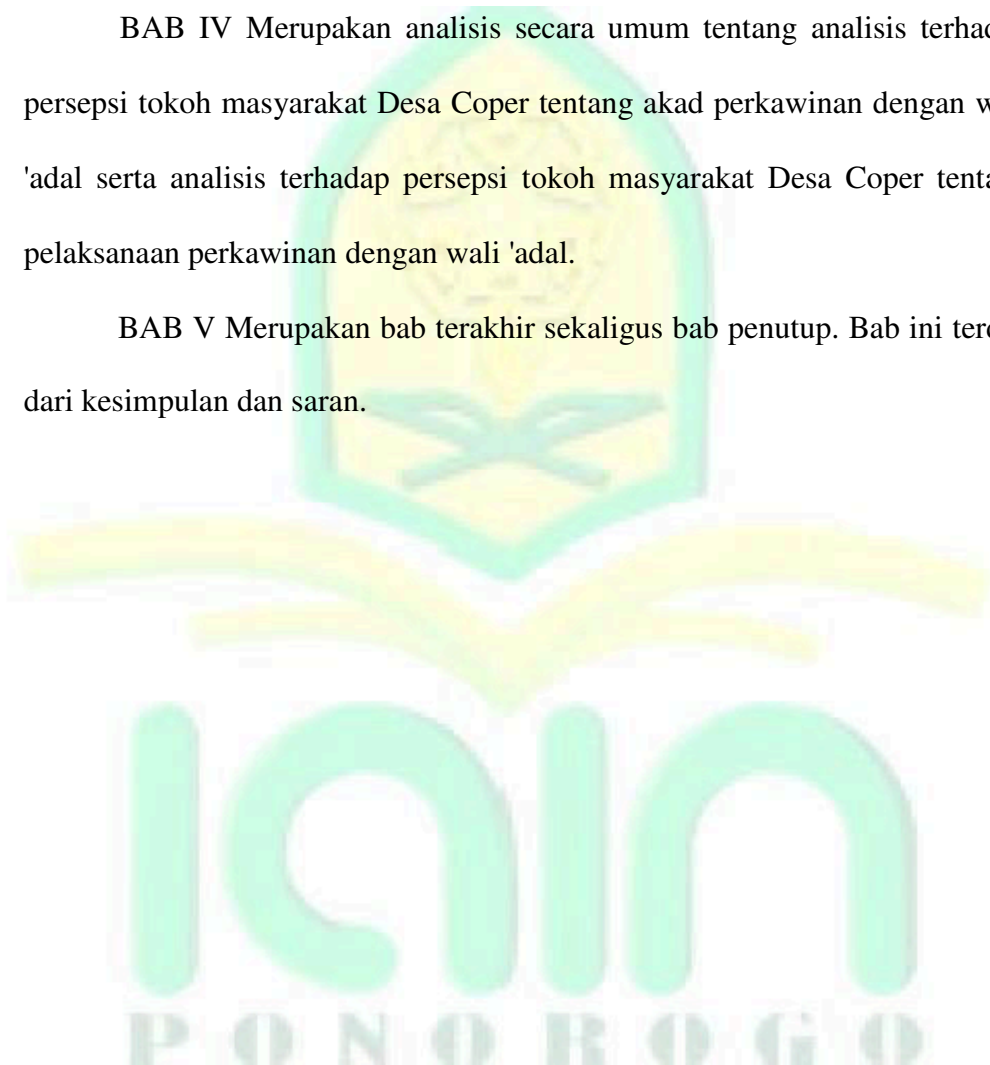 BAB IV Merupakan analisis secara umum tentang analisis terhad
persepsi tokoh masyarakat Desa Coper tentang akad perkawinan dengan w
'adal serta analisis terhadap persepsi tokoh masyarakat Desa Coper tenta
pelaksanaan perkawinan dengan wali 'adal.
BAB V Merupakan bab terakhir sekaligus bab penutup. Bab ini terd
dari kesimpulan dan saran.
IAIN
PONOROGO